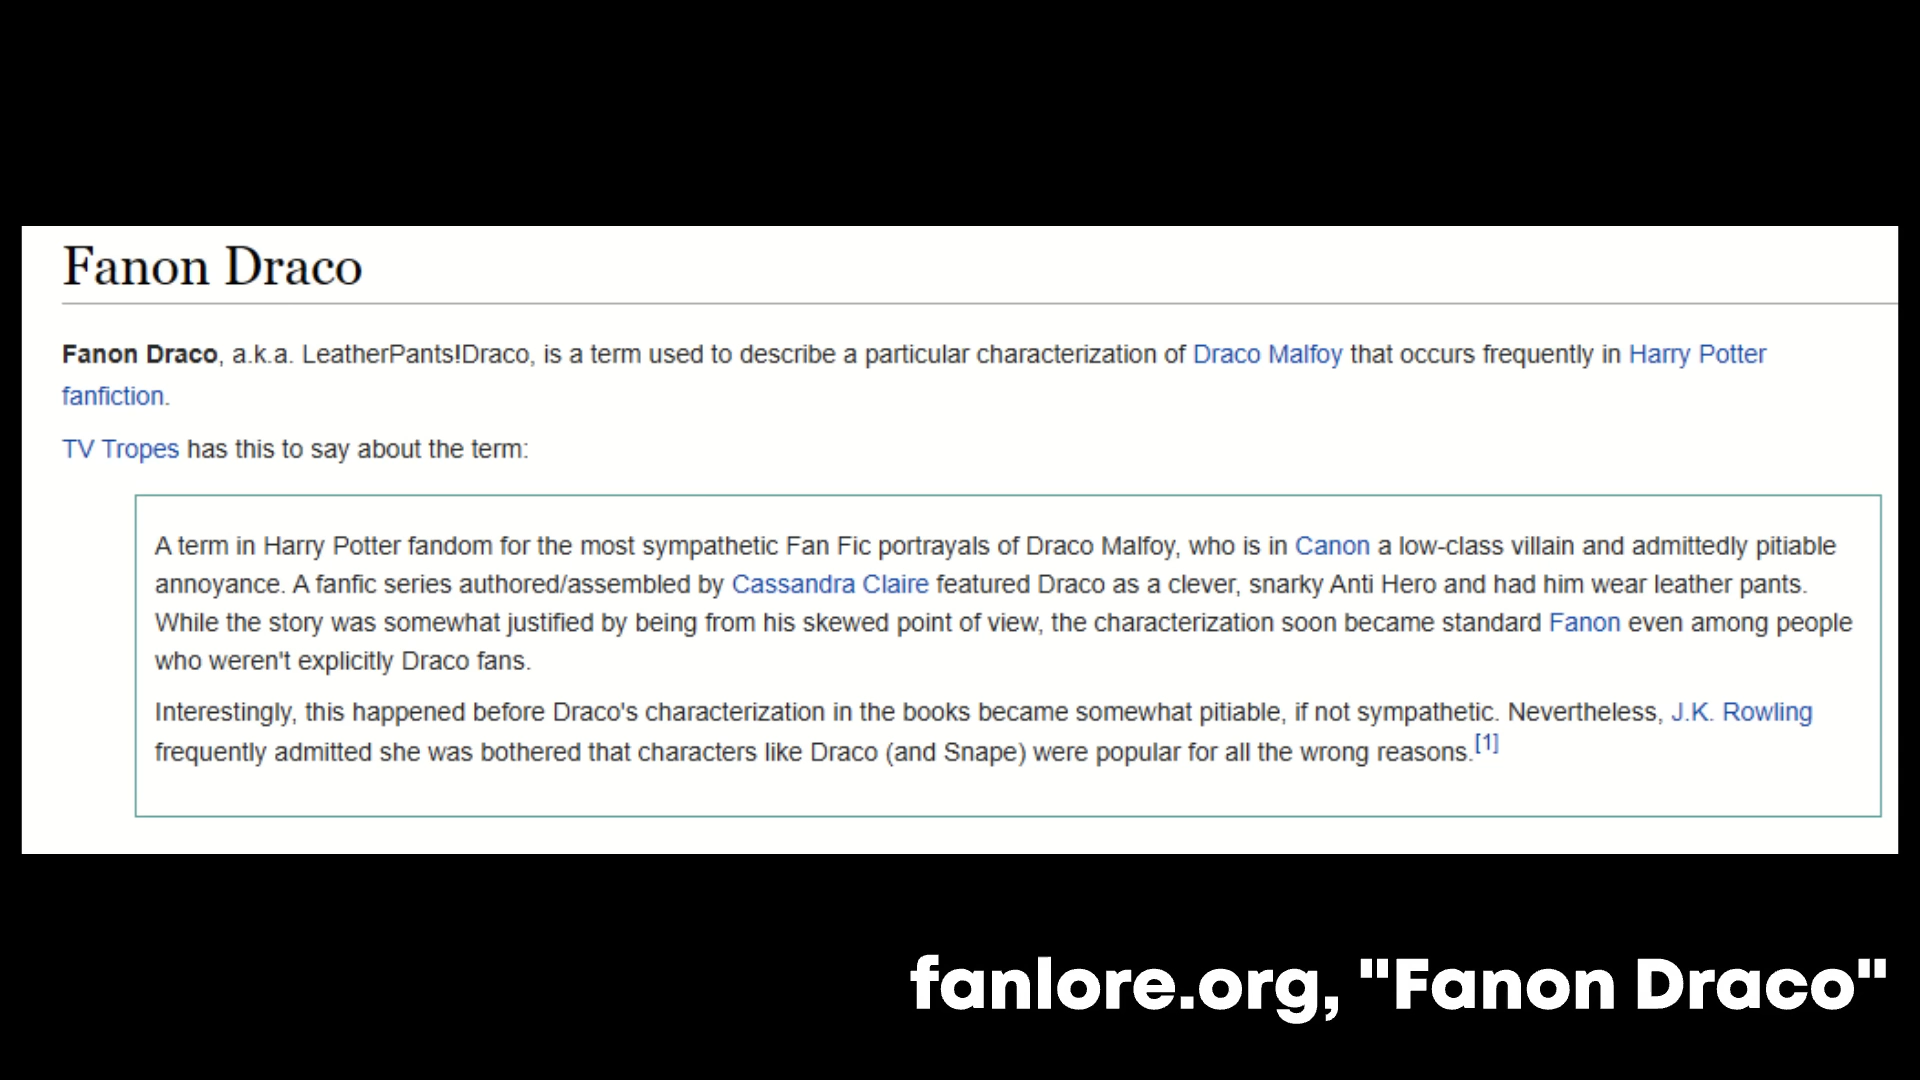 Fanon Draco
Fanon Draco, a.k.a. LeatherPants!Draco, is a term used to describe a particular characterization of Draco Malfoy that occurs frequently in Harry Potter
fanfiction.
TV Tropes has this to say about the term:
A term in Harry Potter fandom for the most sympathetic Fan Fic portrayals of Draco Malfoy, who is in Canon a low-class villain and admittedly pitiable
annoyance. A fanfic series authored/assembled by Cassandra Claire featured Draco as a clever, snarky Anti Hero and had him wear leather pants.
While the story was somewhat justified by being from his skewed point of view, the characterization soon became standard Fanon even among people
who weren't explicitly Draco fans.
Interestingly, this happened before Draco's characterization in the books became somewhat pitiable, if not sympathetic. Nevertheless, J.K. Rowling
frequently admitted she was bothered that characters like Draco (and Snape) were popular for all the wrong reasons.[1]
fanlore.org, "Fanon Draco"